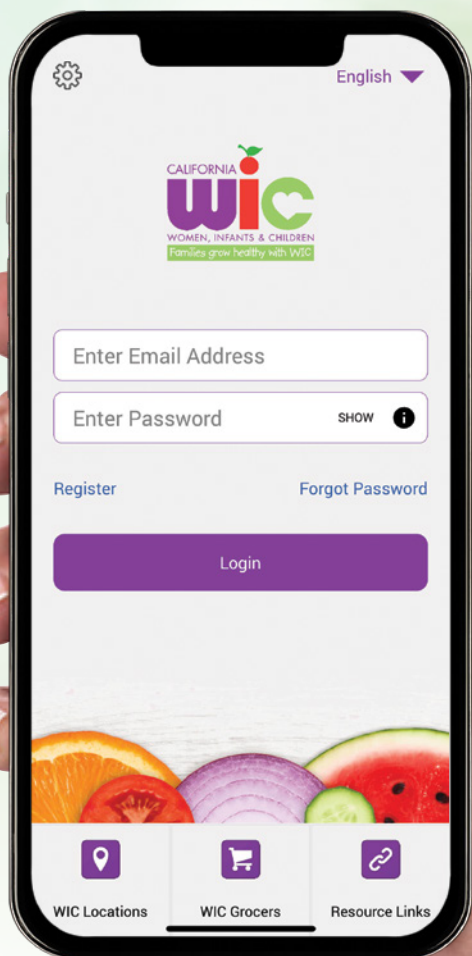 English
CALIFORNIA
wic
WOMEN, INFANTS & CHILDREN
Families grow healthy with WIC
Enter Email Address
Enter Password SHOW i
Register Forgot Password
Login
WIC Locations WIC Grocers Resource Links